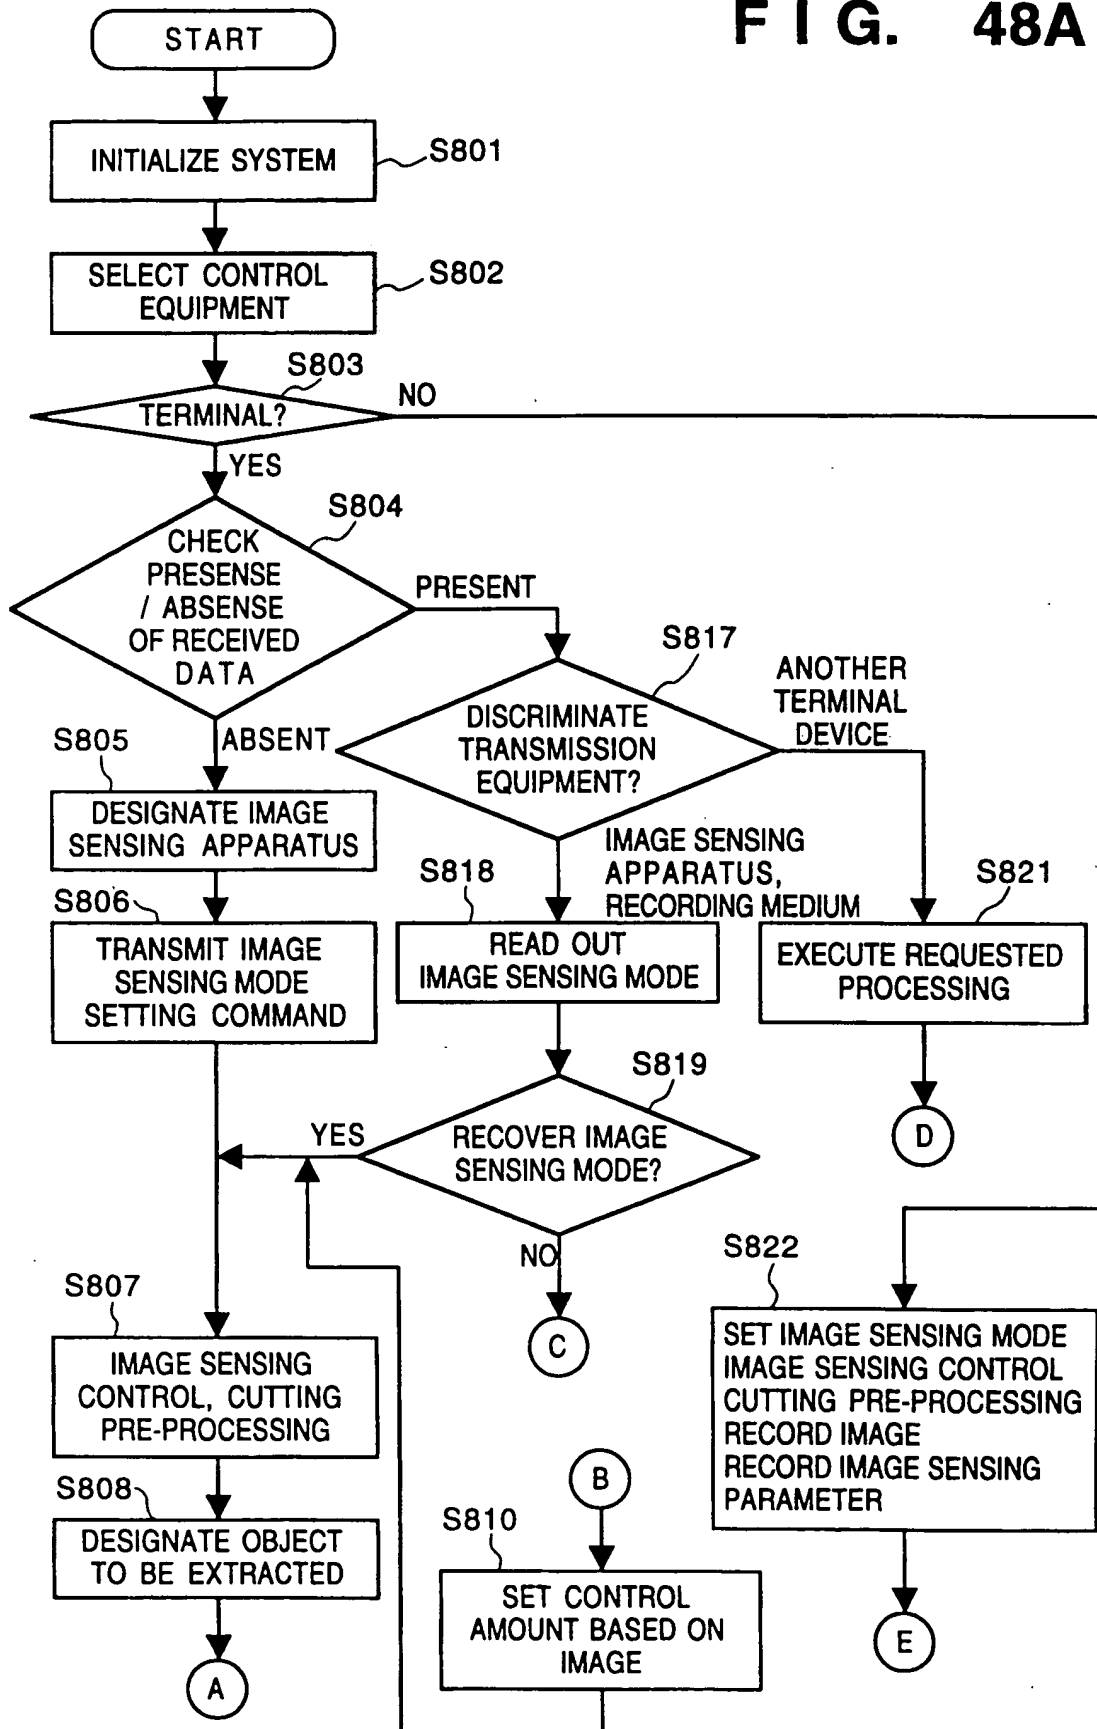 FIG. 48A
START
INITIALIZE SYSTEM
S801
SELECT CONTROL
EQUIPMENT
S802
S803
TERMINAL?
NO
YES
S804
CHECK
PRESENSE
/ ABSENSE
OF RECEIVED
DATA
PRESENT
ABSENT
S817
DISCRIMINATE
TRANSMISSION
EQUIPMENT?
ANOTHER
TERMINAL
DEVICE
S805
DESIGNATE IMAGE
SENSING APPARATUS
S806
TRANSMIT IMAGE
SENSING MODE
SETTING COMMAND
IMAGE SENSING
APPARATUS,
RECORDING MEDIUM
S818
READ OUT
IMAGE SENSING MODE
S821
EXECUTE REQUESTED
PROCESSING
D
S819
RECOVER IMAGE
SENSING MODE?
YES
NO
C
S807
IMAGE SENSING
CONTROL, CUTTING
PRE-PROCESSING
S808
DESIGNATE OBJECT
TO BE EXTRACTED
A
B
S810
SET CONTROL
AMOUNT BASED ON
IMAGE
S822
SET IMAGE SENSING MODE
IMAGE SENSING CONTROL
CUTTING PRE-PROCESSING
RECORD IMAGE
RECORD IMAGE SENSING
PARAMETER
E